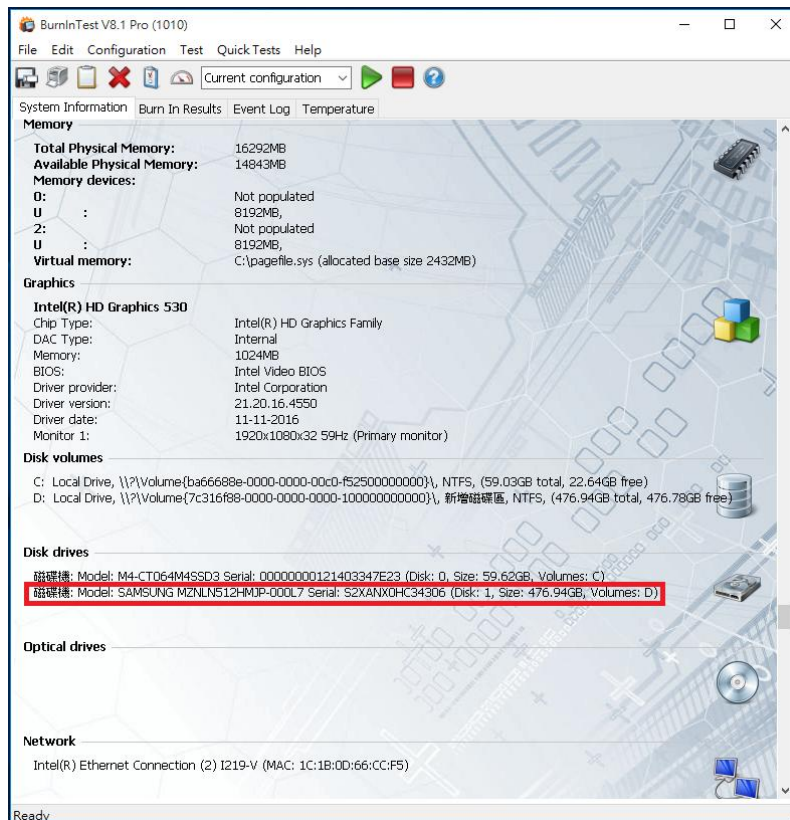 BurnInTest V8.1 Pro (1010)
File Edit Configuration Test Quick Tests Help
Current configuration
System Information Burn In Results Event Log Temperature
Memory
Total Physical Memory: 16292MB
Available Physical Memory: 14843MB
Memory devices:
0: Not populated
U : 8192MB,
2: Not populated
U : 8192MB,
Virtual memory: C:\pagefile.sys (allocated base size 2432MB)
Graphics
Intel(R) HD Graphics 530
Chip Type: Intel(R) HD Graphics Family
DAC Type: Internal
Memory: 1024MB
BIOS: Intel Video BIOS
Driver provider: Intel Corporation
Driver version: 21.20.16.4550
Driver date: 11-11-2016
Monitor 1: 1920x1080x32 59Hz (Primary monitor)
Disk volumes
C: Local Drive, \\?\Volume{ba66688e-0000-0000-00c0-f52500000000}\, NTFS, (59.03GB total, 22.64GB free)
D: Local Drive, \\?\Volume{7c316f88-0000-0000-0000-100000000000}\, 新增磁碟區, NTFS, (476.94GB total, 476.78GB free)
Disk drives
磁碟機: Model: M4-CT064M4SSD3 Serial: 00000000121403347E23 (Disk: 0, Size: 59.62GB, Volumes: C)
磁碟機: Model: SAMSUNG MZNLN512HMJP-000L7 Serial: S2XANX0HC34306 (Disk: 1, Size: 476.94GB, Volumes: D)
Optical drives
Network
Intel(R) Ethernet Connection (2) I219-V (MAC: 1C:1B:0D:66:CC:F5)
Ready